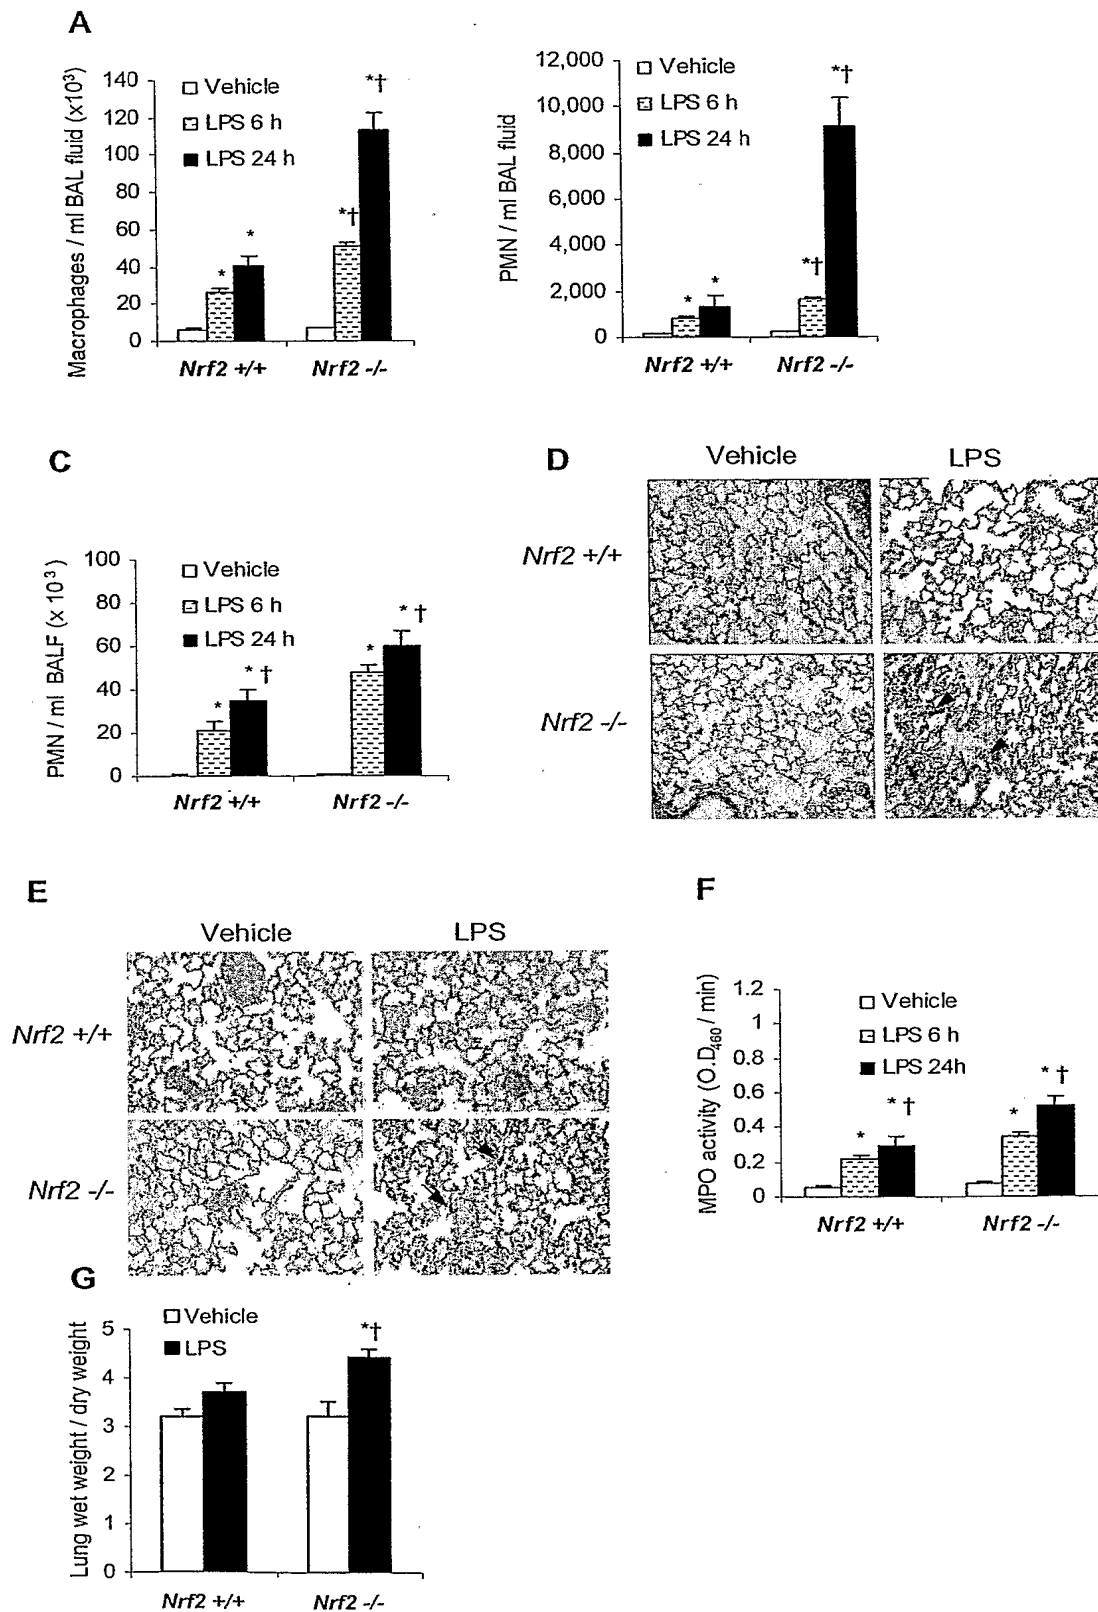 A
Macrophages / ml BAL fluid (x10³)
140
120
100
80
60
40
20
0
Vehicle
LPS 6 h
LPS 24 h
*
*
*†
*†
Nrf2 +/+
Nrf2 -/-
PMN / ml BAL fluid
12,000
10,000
8,000
6,000
4,000
2,000
0
Vehicle
LPS 6 h
LPS 24 h
*
*
*†
*†
Nrf2 +/+
Nrf2 -/-
C
PMN / ml BALF (x 10³)
100
80
60
40
20
0
Vehicle
LPS 6 h
LPS 24 h
*
* †
*
* †
Nrf2 +/+
Nrf2 -/-
D
Vehicle
LPS
Nrf2 +/+
Nrf2 -/-
E
Vehicle
LPS
Nrf2 +/+
Nrf2 -/-
F
MPO activity (O.D₄₆₀ / min)
1.2
1
0.8
0.6
0.4
0.2
0
Vehicle
LPS 6 h
LPS 24h
*
* †
*
* †
Nrf2 +/+
Nrf2 -/-
G
Lung wet weight / dry weight
5
4
3
2
1
0
Vehicle
LPS
*†
Nrf2 +/+
Nrf2 -/-